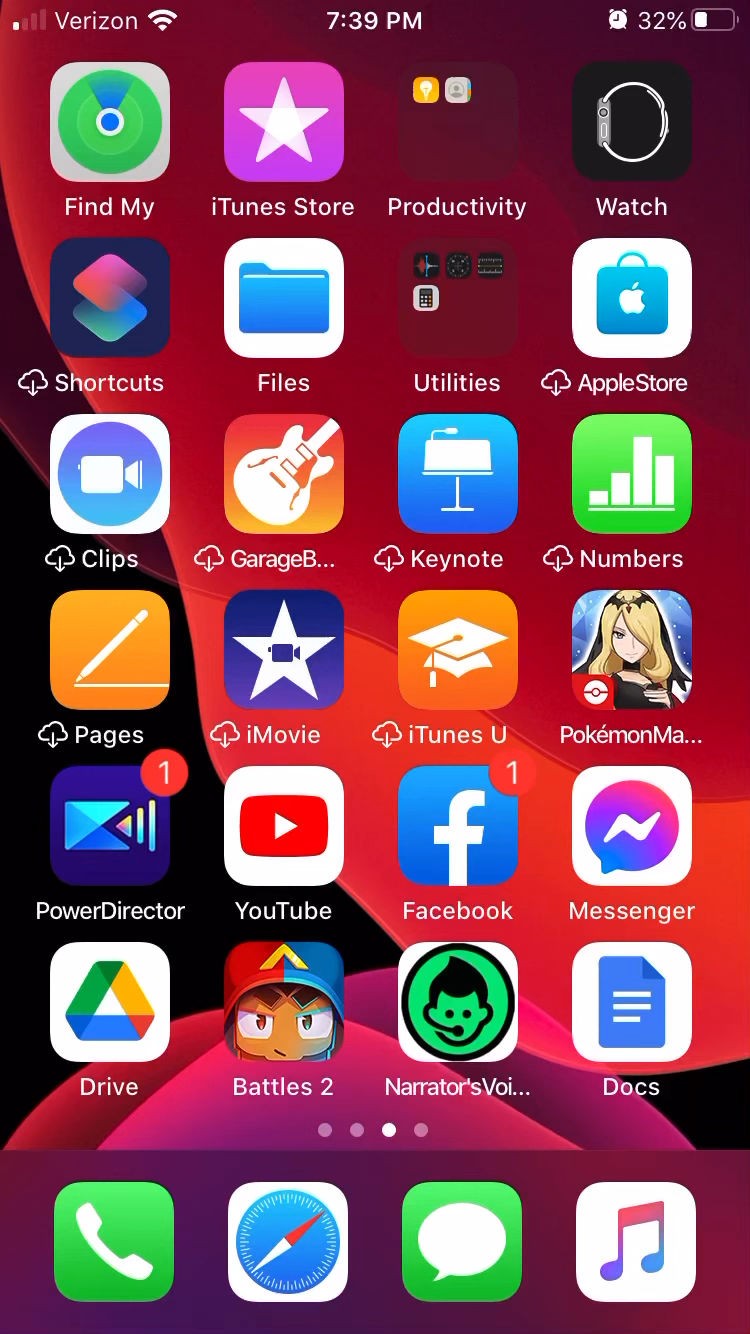 Verizon 7:39 PM 32%
Find My iTunes Store Productivity Watch
Shortcuts Files Utilities AppleStore
Clips GarageB... Keynote Numbers
Pages iMovie iTunes U PokémonMa...
1 1
PowerDirector YouTube Facebook Messenger
Drive Battles 2 Narrator'sVoi... Docs